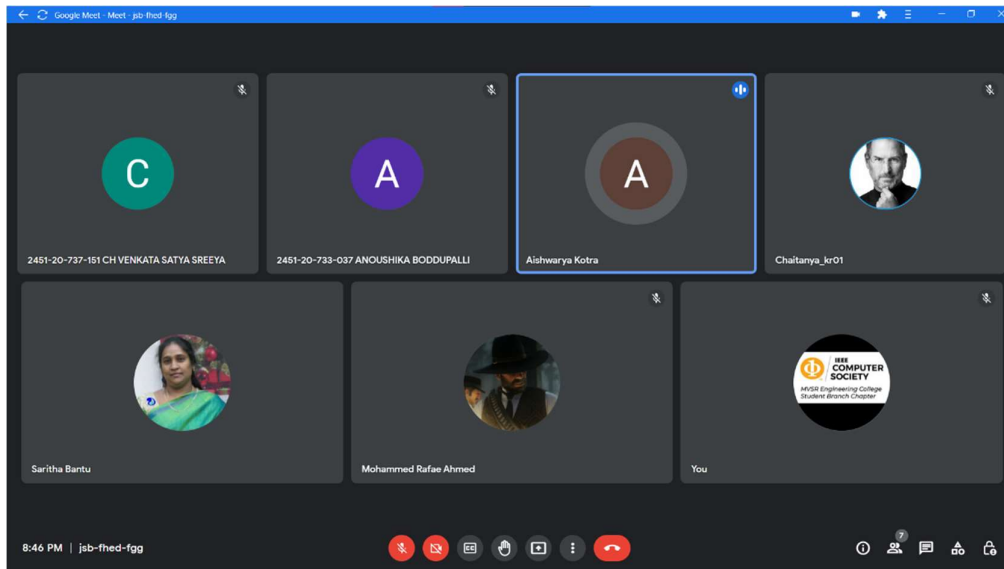 Google Meet - Meet - jsb-fhed-fgg
C
A
A
2451-20-737-151 CH VENKATA SATYA SREEYA
2451-20-733-037 ANOUSHIKA BODDUPALLI
Aishwarya Kotra
Chaitanya_kr01
IEEE
COMPUTER
SOCIETY
MVSR Engineering College
Student Branch Chapter
Saritha Bantu
Mohammed Rafae Ahmed
You
8:46 PM | jsb-fhed-fgg
CC
7